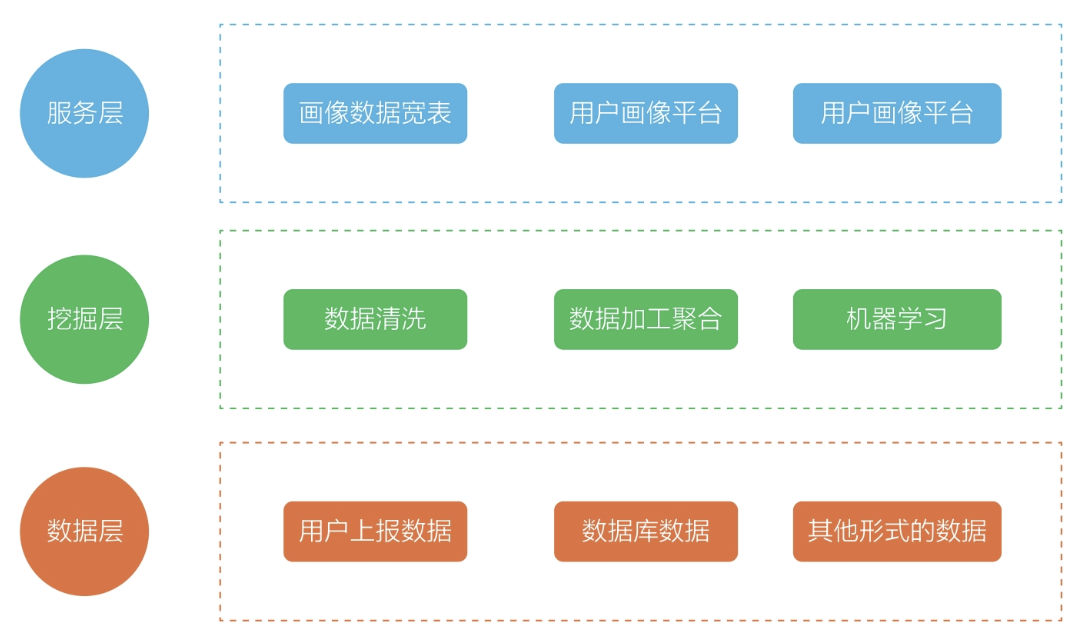 服务层
画像数据宽表
用户画像平台
用户画像平台
挖掘层
数据清洗
数据加工聚合
机器学习
数据层
用户上报数据
数据库数据
其他形式的数据